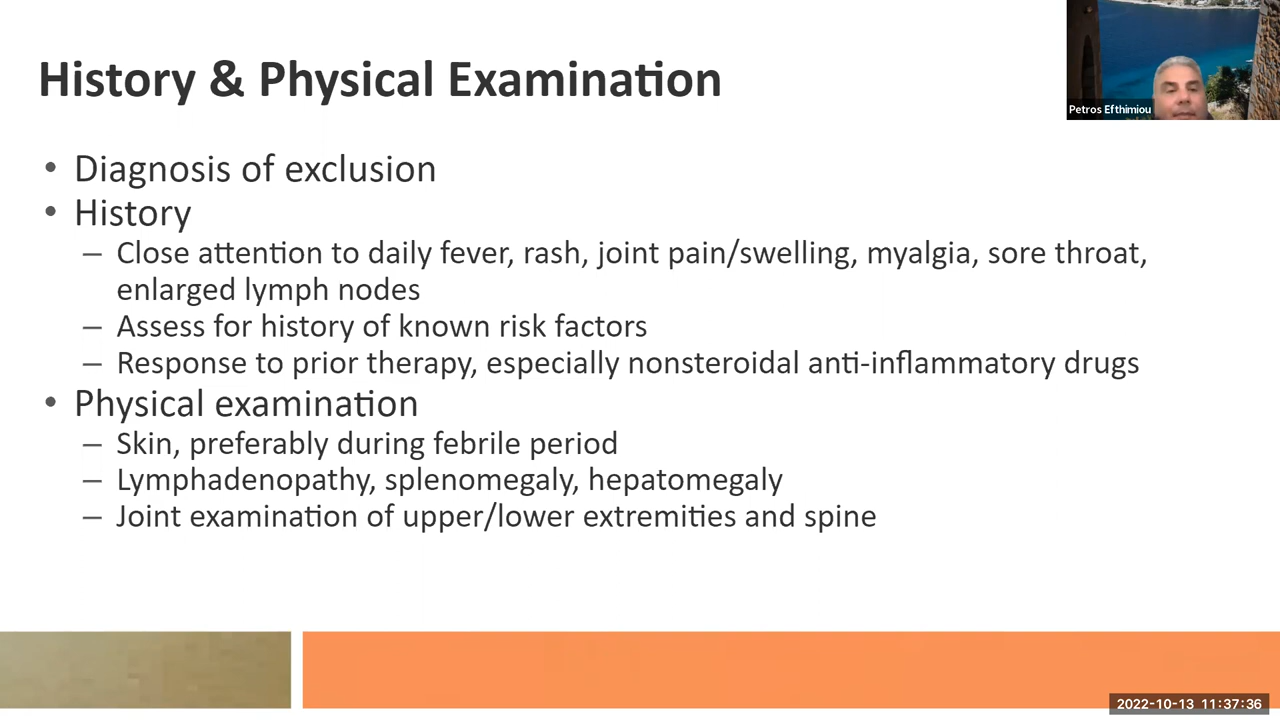 History & Physical Examination
Petros Efthimiou
• Diagnosis of exclusion
• History
– Close attention to daily fever, rash, joint pain/swelling, myalgia, sore throat,
enlarged lymph nodes
– Assess for history of known risk factors
– Response to prior therapy, especially nonsteroidal anti-inflammatory drugs
• Physical examination
– Skin, preferably during febrile period
– Lymphadenopathy, splenomegaly, hepatomegaly
– Joint examination of upper/lower extremities and spine
2022-10-13 11:37:36